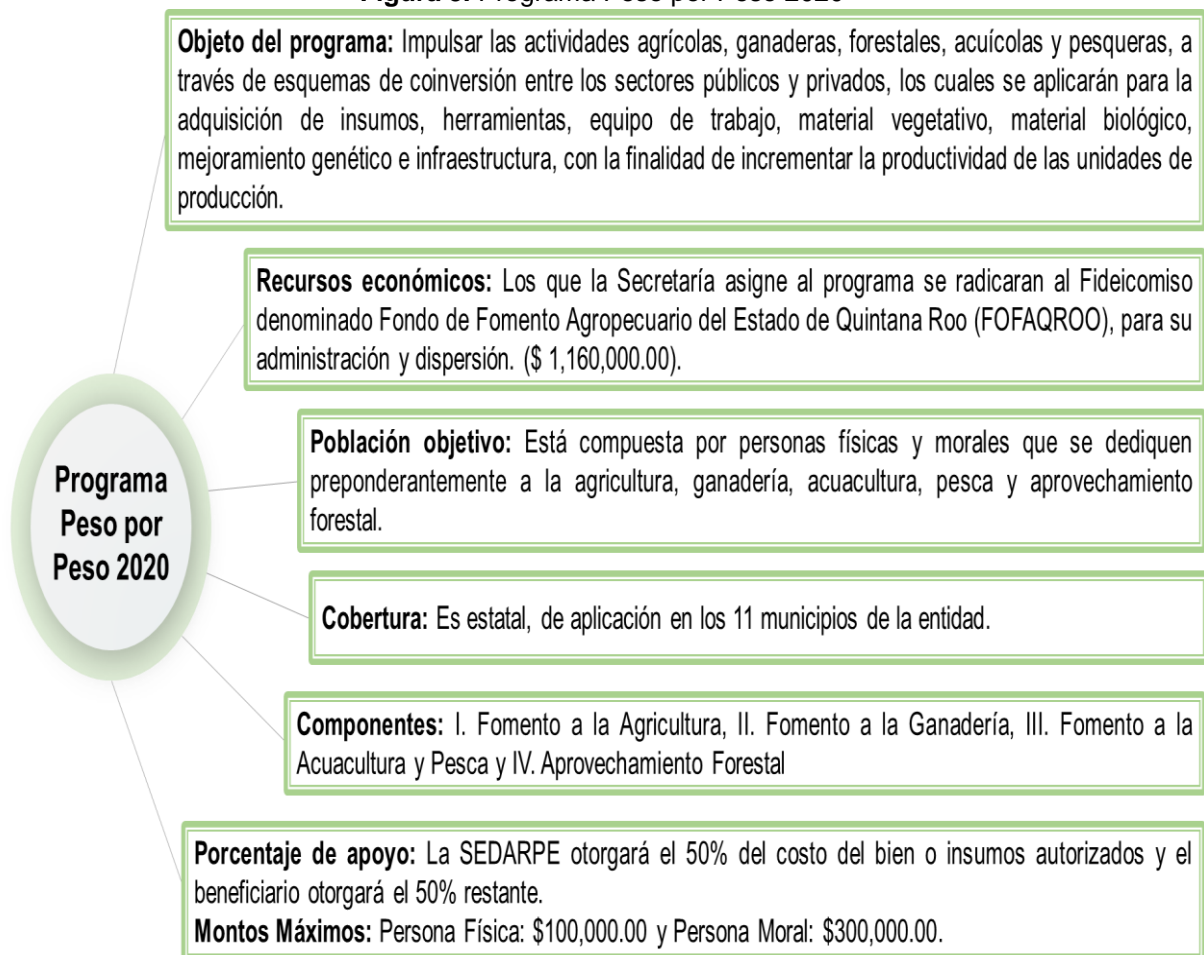 Objeto del programa: Impulsar las actividades agrícolas, ganaderas, forestales, acuícolas y pesqueras, a
través de esquemas de coinversión entre los sectores públicos y privados, los cuales se aplicarán para la
adquisición de insumos, herramientas, equipo de trabajo, material vegetativo, material biológico,
mejoramiento genético e infraestructura, con la finalidad de incrementar la productividad de las unidades de
producción.
Recursos económicos: Los que la Secretaría asigne al programa se radicaran al Fideicomiso
denominado Fondo de Fomento Agropecuario del Estado de Quintana Roo (FOFAQROO), para su
administración y dispersión. ($ 1,160,000.00).
Población objetivo: Está compuesta por personas físicas y morales que se dediquen
preponderantemente a la agricultura, ganadería, acuacultura, pesca y aprovechamiento
forestal.
Programa
Peso por
Peso 2020
Cobertura: Es estatal, de aplicación en los 11 municipios de la entidad.
Componentes: I. Fomento a la Agricultura, II. Fomento a la Ganadería, III. Fomento a la
Acuacultura y Pesca y IV. Aprovechamiento Forestal
Porcentaje de apoyo: La SEDARPE otorgará el 50% del costo del bien o insumos autorizados y el
beneficiario otorgará el 50% restante.
Montos Máximos: Persona Física: $100,000.00 y Persona Moral: $300,000.00.